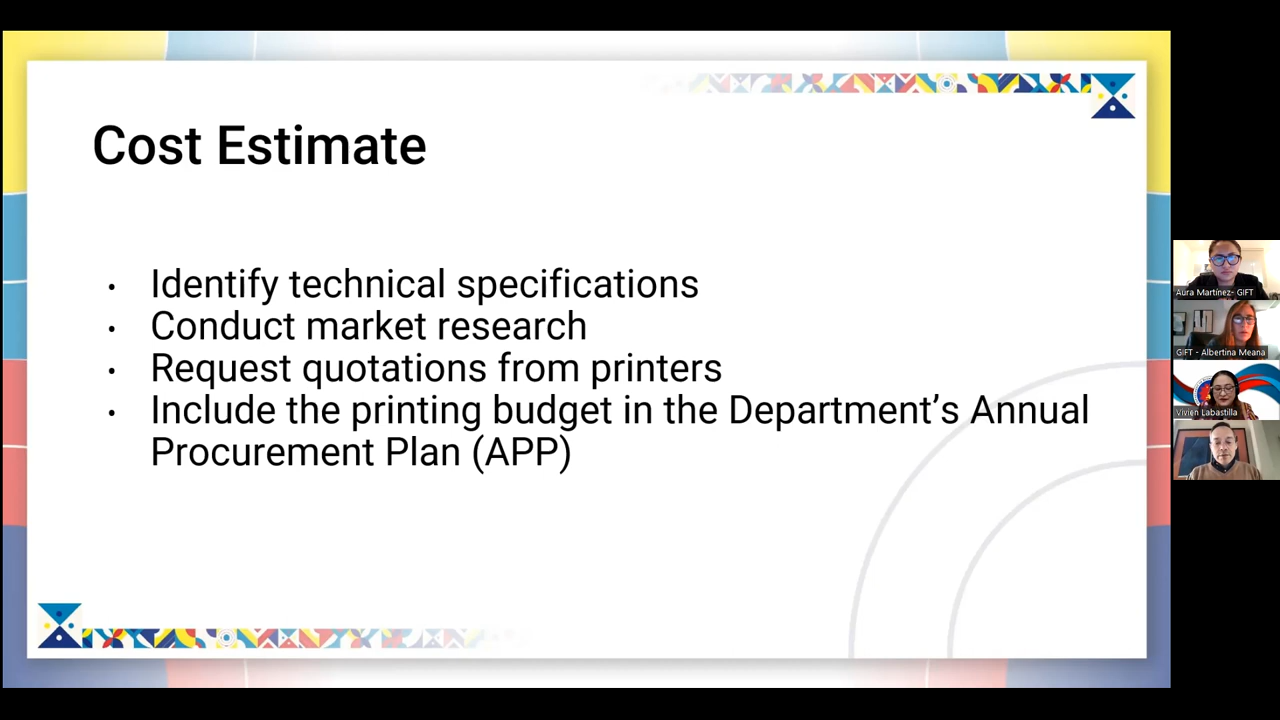 Cost Estimate
• Identify technical specifications
• Conduct market research
• Request quotations from printers
• Include the printing budget in the Department’s Annual
Procurement Plan (APP)
Aura Martínez- GIFT
GIFT - Albertina Meana
Vivien Labastilla